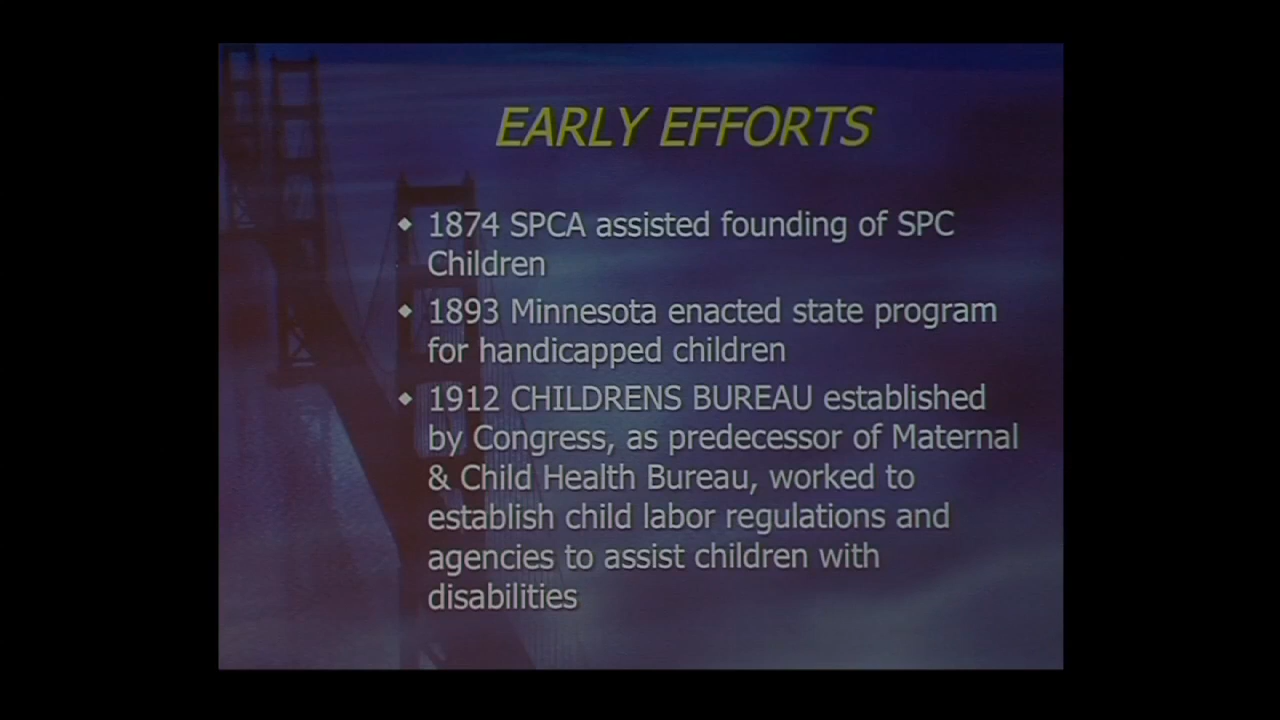 EARLY EFFORTS
1874 SPCA assisted founding of SPC
Children
1893 Minnesota enacted state program
for handicapped children
1912 CHILDRENS BUREAU established
by Congress, as predecessor of Maternal
& Child Health Bureau, worked to
establish child labor regulations and
agencies to assist children with
disabilities